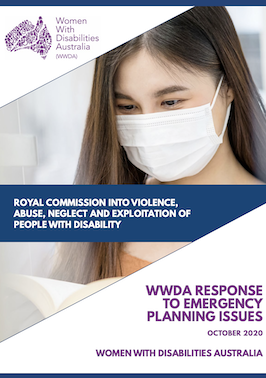 Women
With
Disabilities
Australia
(WWDA)
ROYAL COMMISSION INTO VIOLENCE,
ABUSE, NEGLECT AND EXPLOITATION OF
PEOPLE WITH DISABILITY
WWDA RESPONSE
TO EMERGENCY
PLANNING ISSUES
OCTOBER 2020
WOMEN WITH DISABILITIES AUSTRALIA